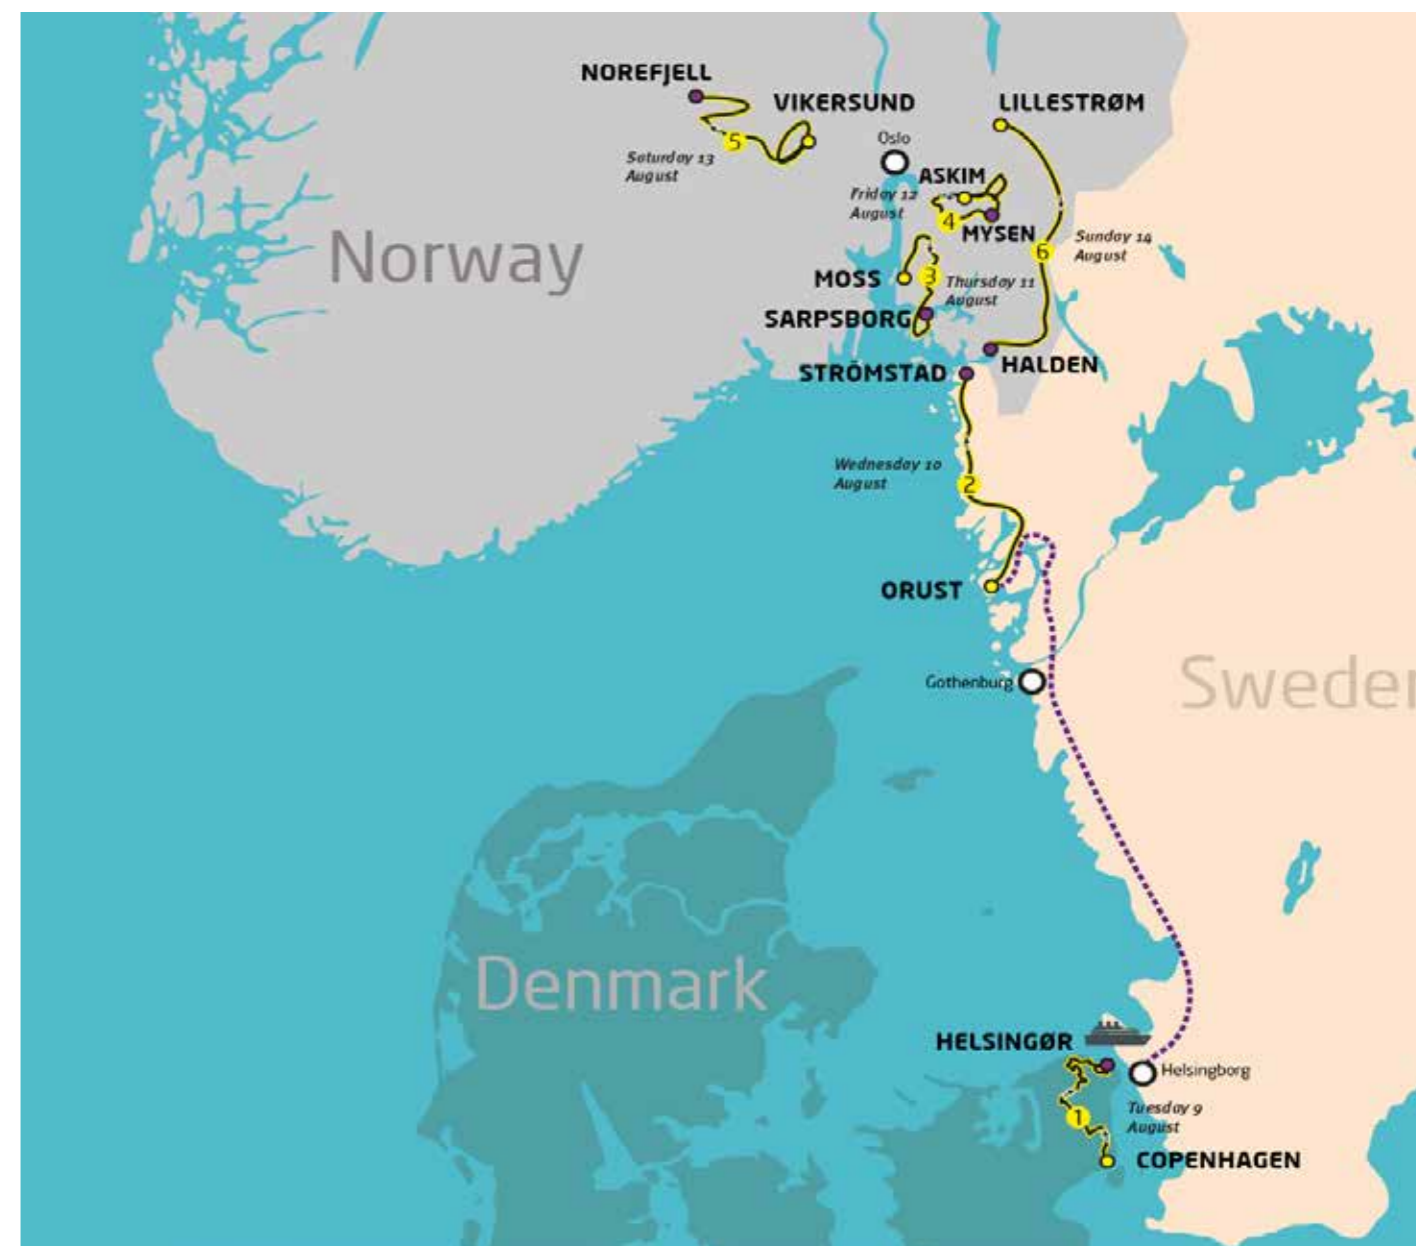 NOREFJELL
VIKERSUND
LILLESTRØM
Oslo
5
Saturday 13
August
ASKIM
Friday 12
August
4
MYSEN
Norway
6
Sunday 14
August
MOSS
3
Thursday 11
August
SARPSBORG
HALDEN
STRÖMSTAD
Wednesday 10
August
2
ORUST
Gothenburg
Sweder
Denmark
HELSINGØR
Helsingborg
1
Tuesday 9
August
COPENHAGEN